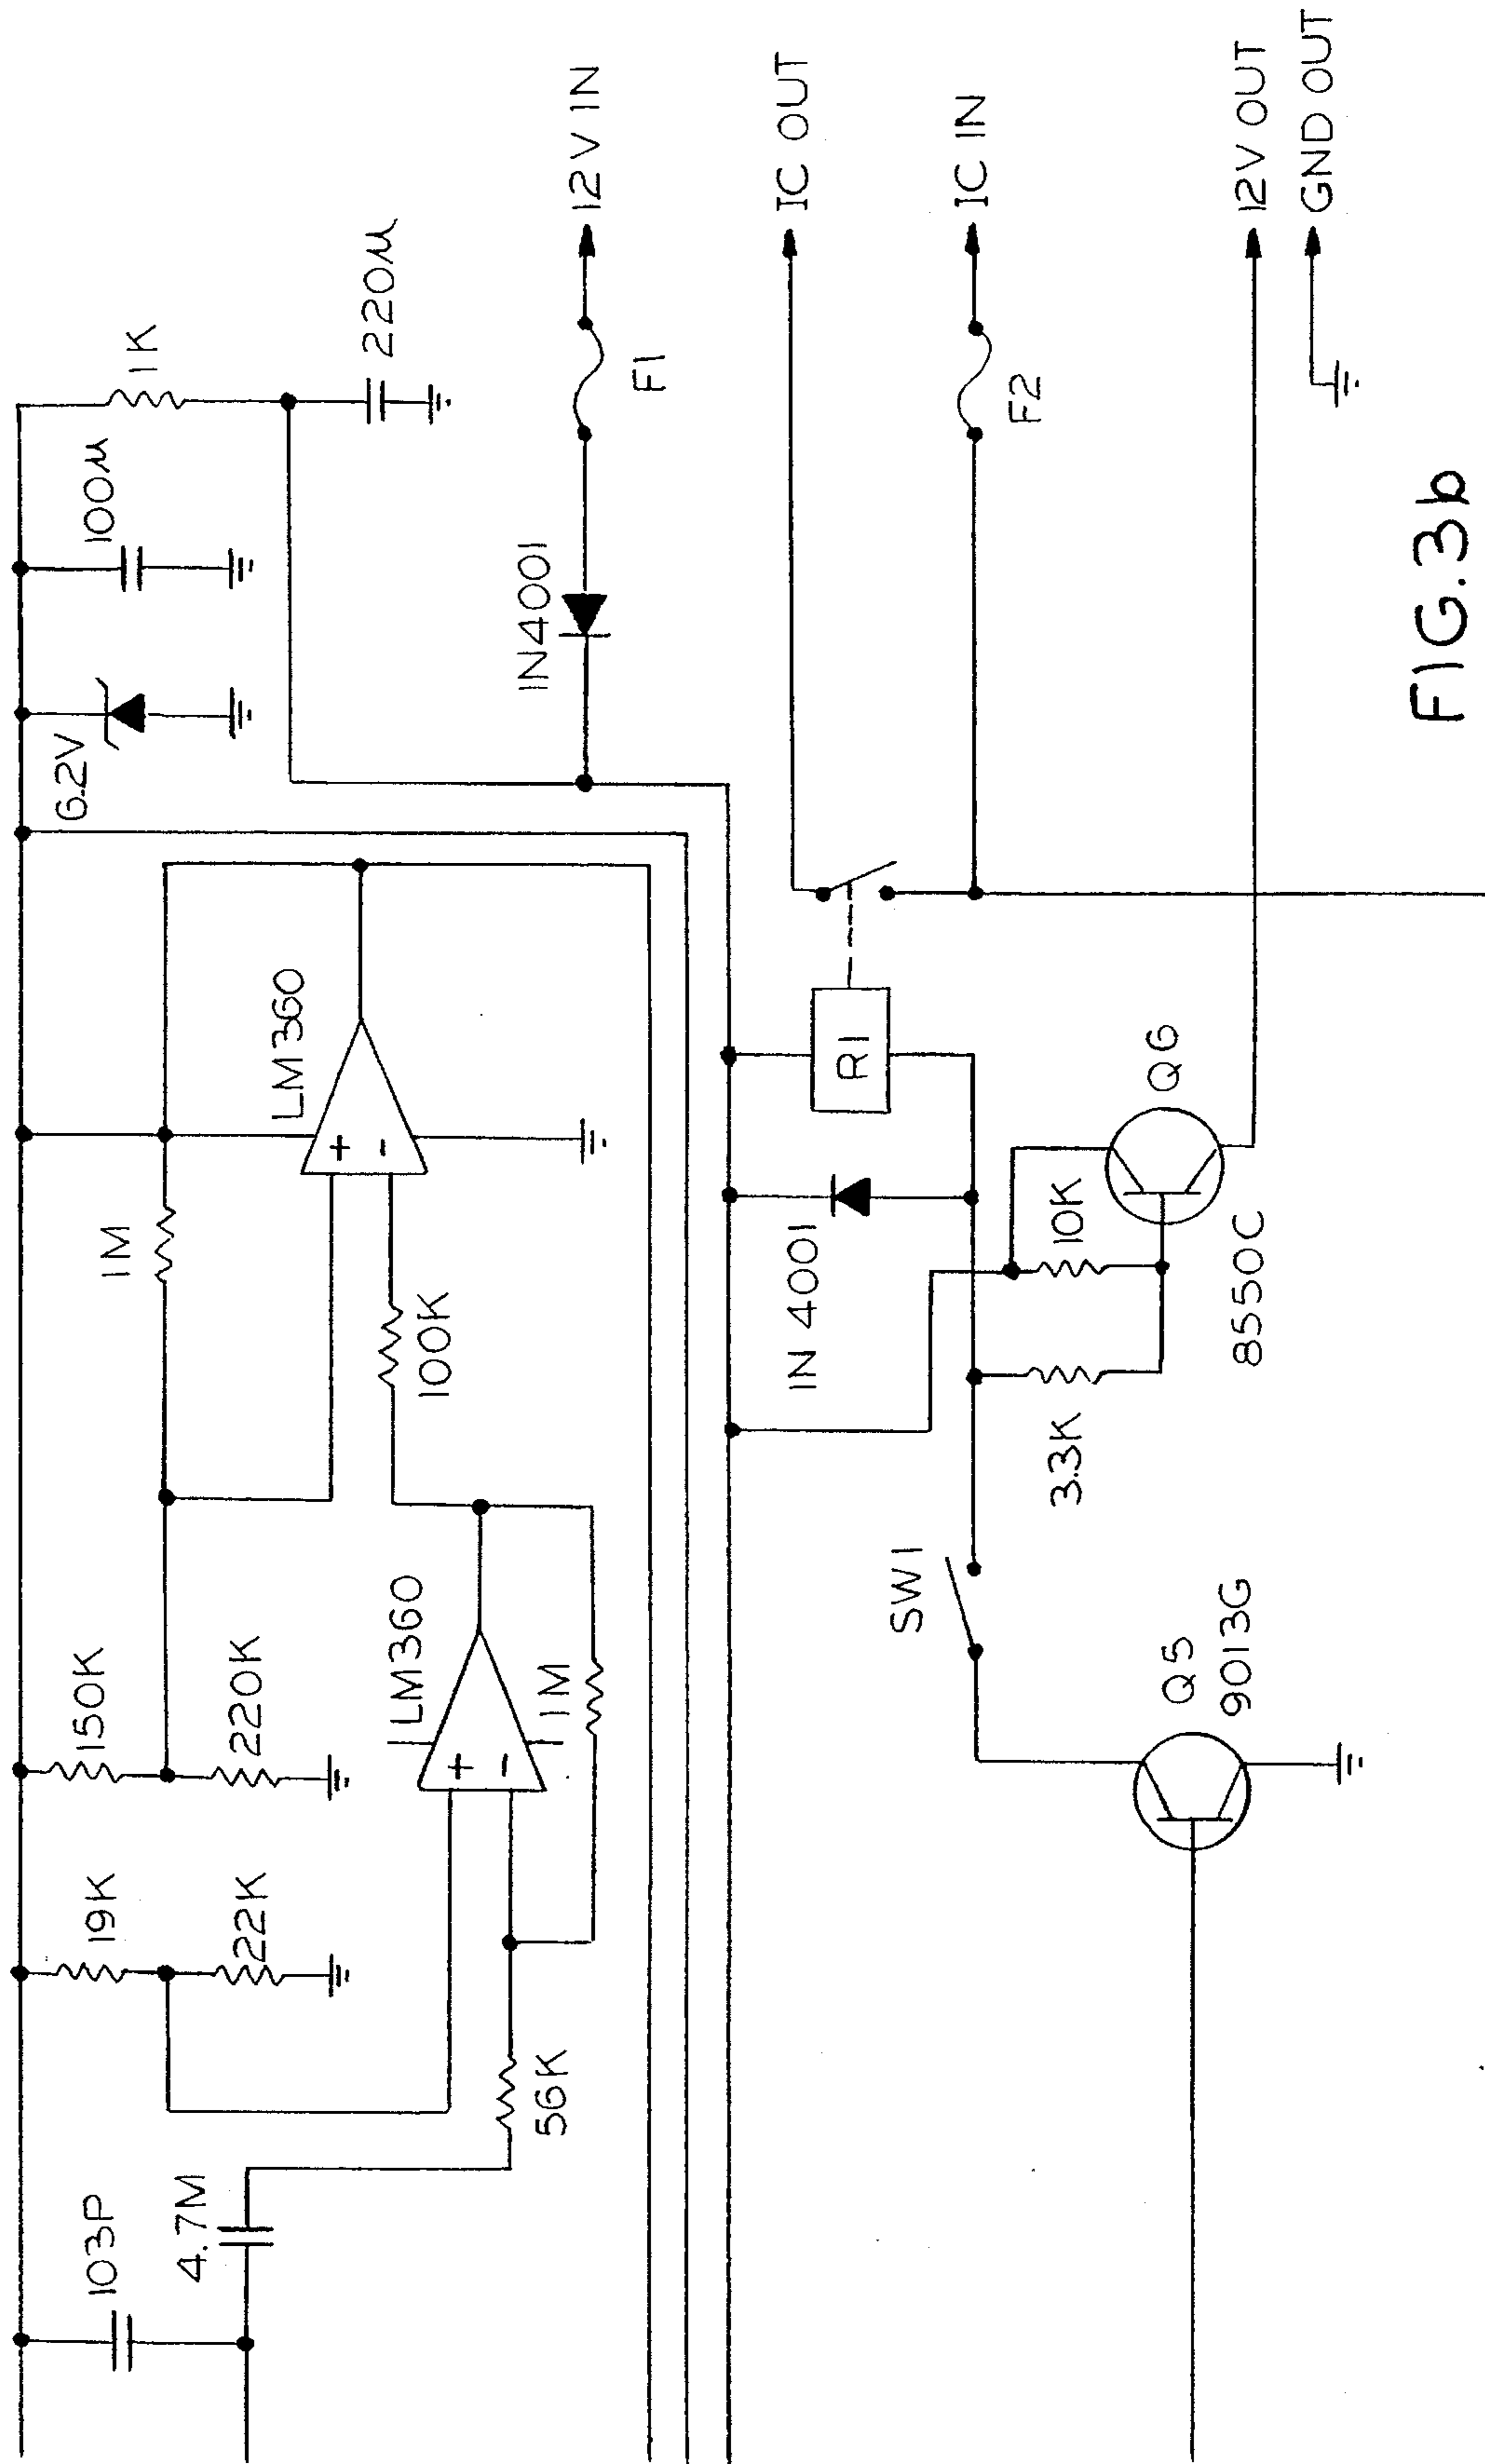 103P
4.7M
19K
22K
56K
150K
220K
LM360
1M
1M
100K
LM360
6.2V
100μ
1K
220μ
1N4001
F1
12V IN
IC OUT
IC IN
F2
R1
1N 4001
SW1
3.3K
10K
Q5
9013G
8550C
Q6
12V OUT
GND OUT
FIG.3b